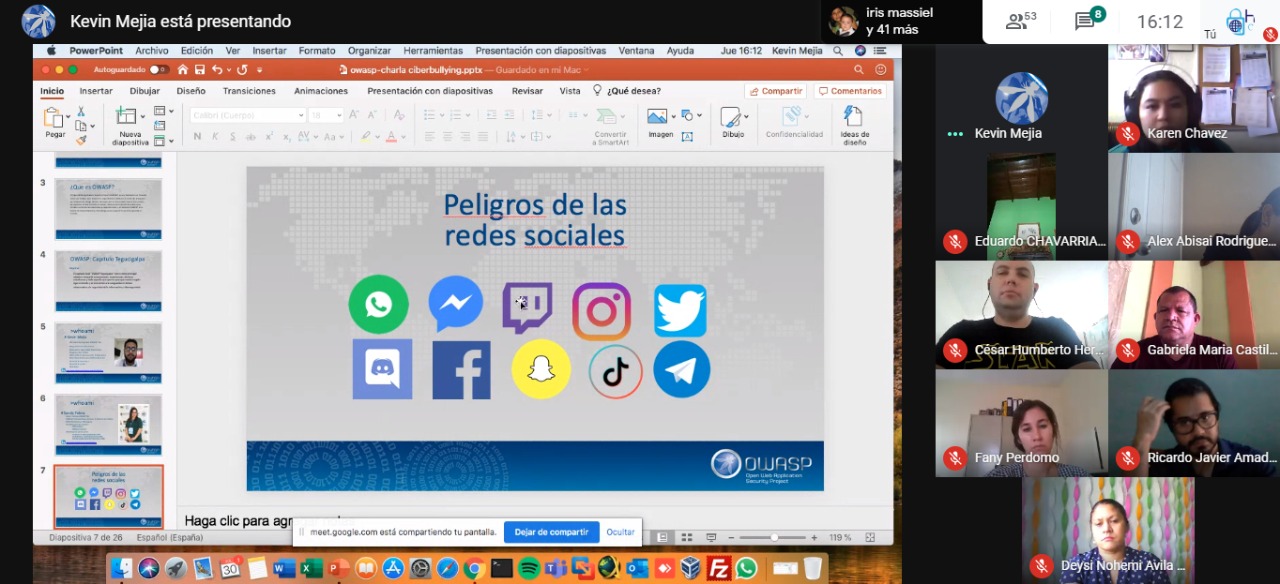 Kevin Mejia está presentando
iris massiel
y 41 más
53
8
16:12
Tú
PowerPoint Archivo Edición Ver Insertar Formato Organizar Herramientas Presentación con diapositivas Ventana Ayuda Jue 16:12 Kevin Mejia
Autoguardado owasp-charla ciberbullying.pptx — Guardado en mi Mac
Inicio Insertar Dibujar Diseño Transiciones Animaciones Presentación con diapositivas Revisar Vista ¿Qué desea? Compartir Comentarios
Pegar
Nueva
diapositiva
Calibri (Cuerpo) 18
N K S ab
Convertir
a SmartArt
Imagen
Dibujo
Confidencialidad
Ideas de
diseño
3
¿Que es OWASP?
4
OWASP: Capitulo Tegucigalpa
5
6
7
Peligros de las
redes sociales
Peligros de las
redes sociales
OWASP
Open Web Application
Security Project
Haga clic para agr
meet.google.com está compartiendo tu pantalla. Dejar de compartir Ocultar
Diapositiva 7 de 26 Español (España) 119 %
30
Kevin Mejia
Karen Chavez
Eduardo CHAVARRIA...
Alex Abisai Rodrigue...
César Humberto Her...
Gabriela Maria Castil...
Fany Perdomo
Ricardo Javier Amad...
Deysi Nohemi Avila ...